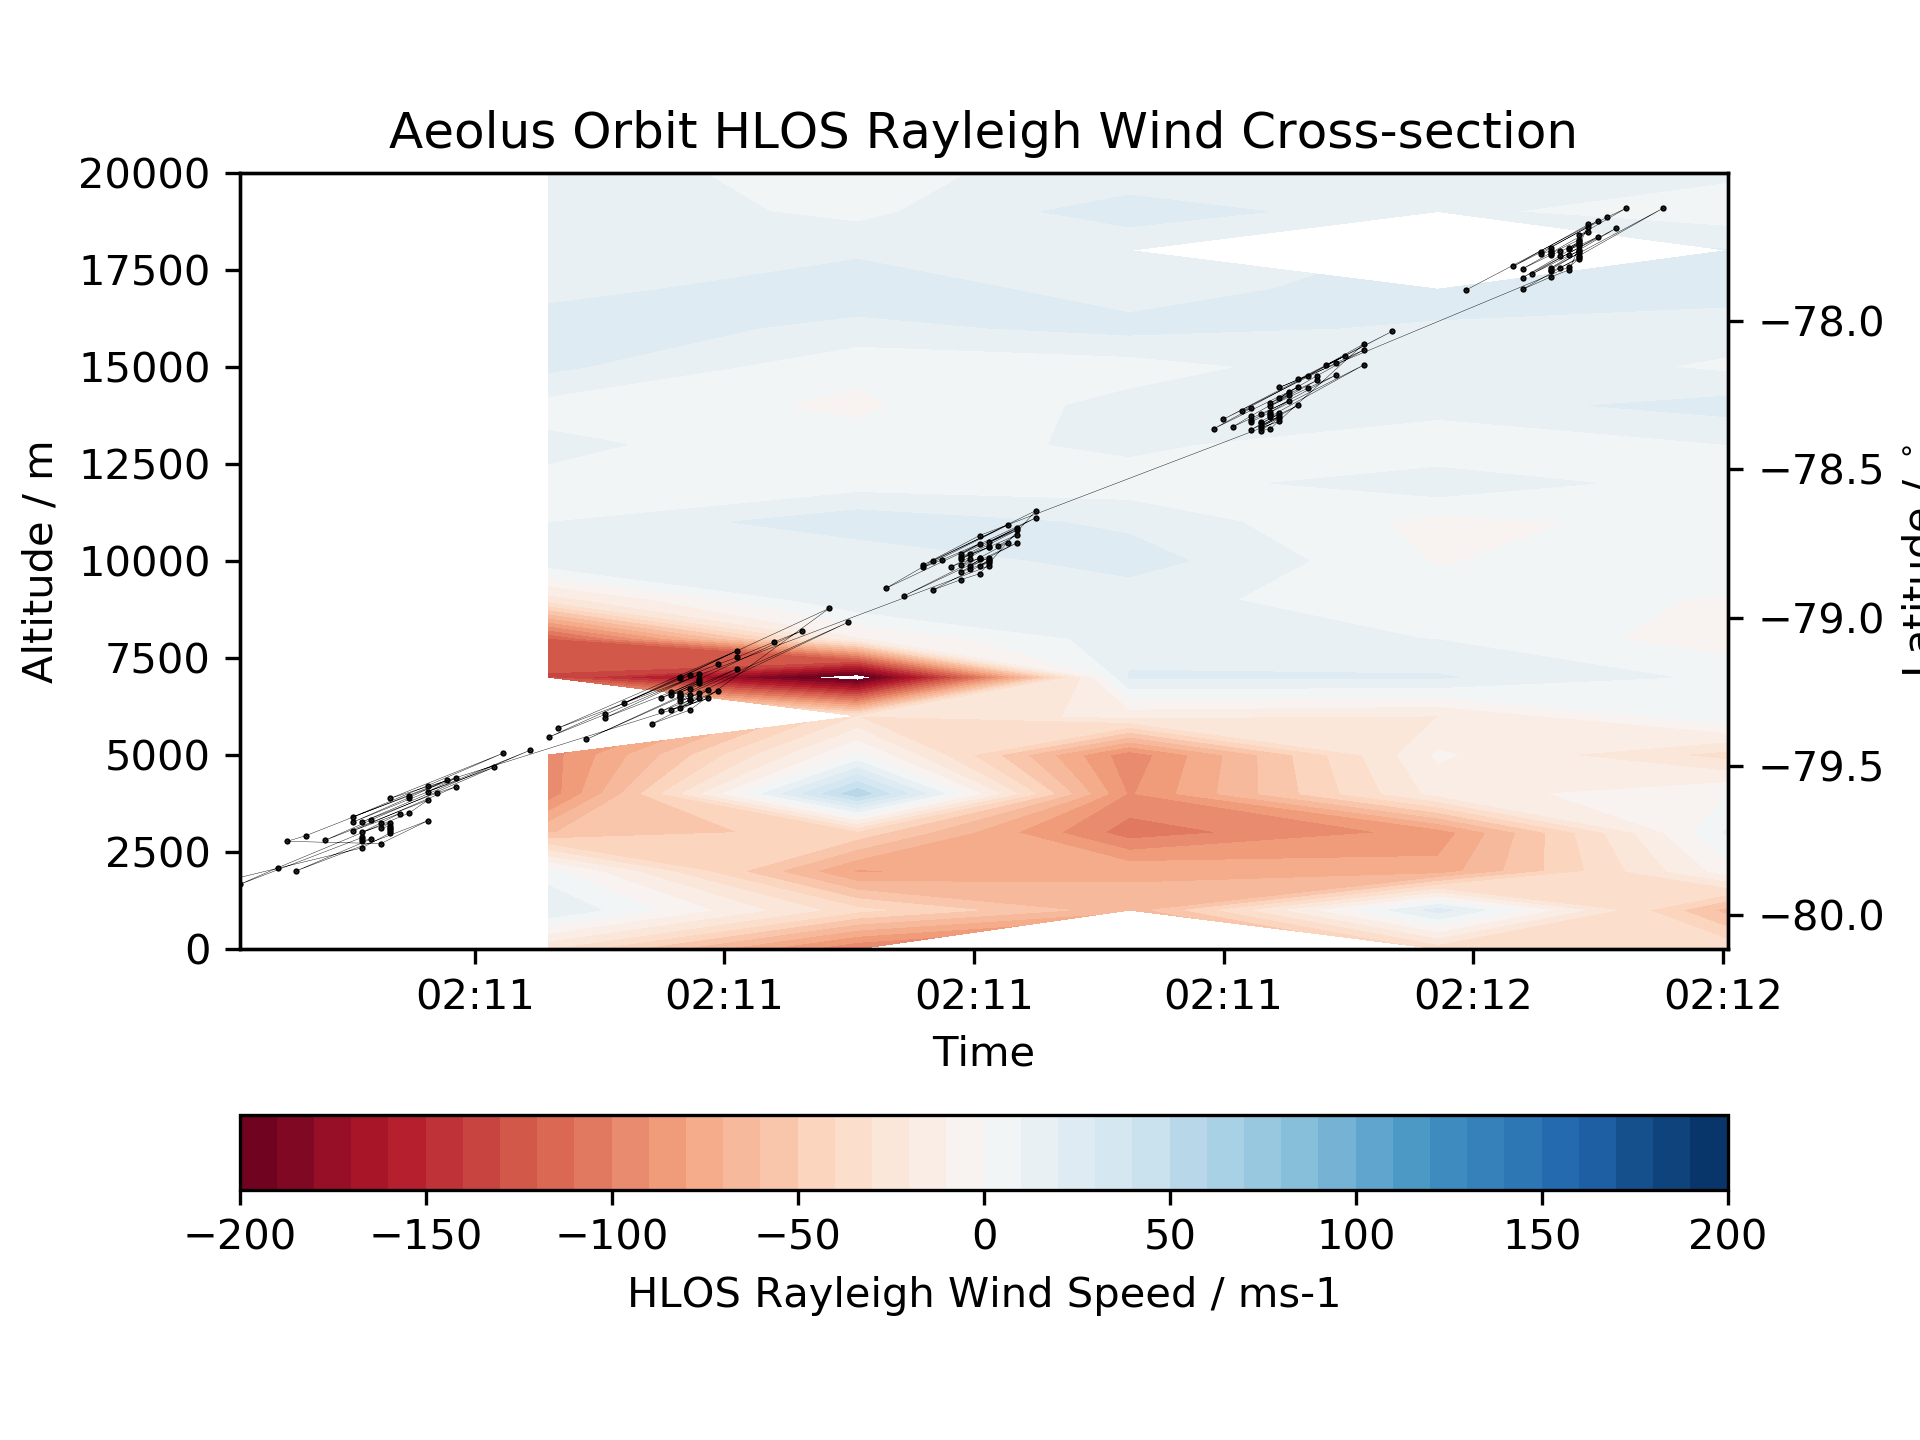 Aeolus Orbit HLOS Rayleigh Wind Cross-section
20000
17500
15000
12500
10000
7500
5000
2500
0
Altitude / m
−78.0
−78.5
−79.0
−79.5
−80.0
Latitude / °
02:11 02:11 02:11 02:11 02:12 02:12
Time
−200 −150 −100 −50 0 50 100 150 200
HLOS Rayleigh Wind Speed / ms-1